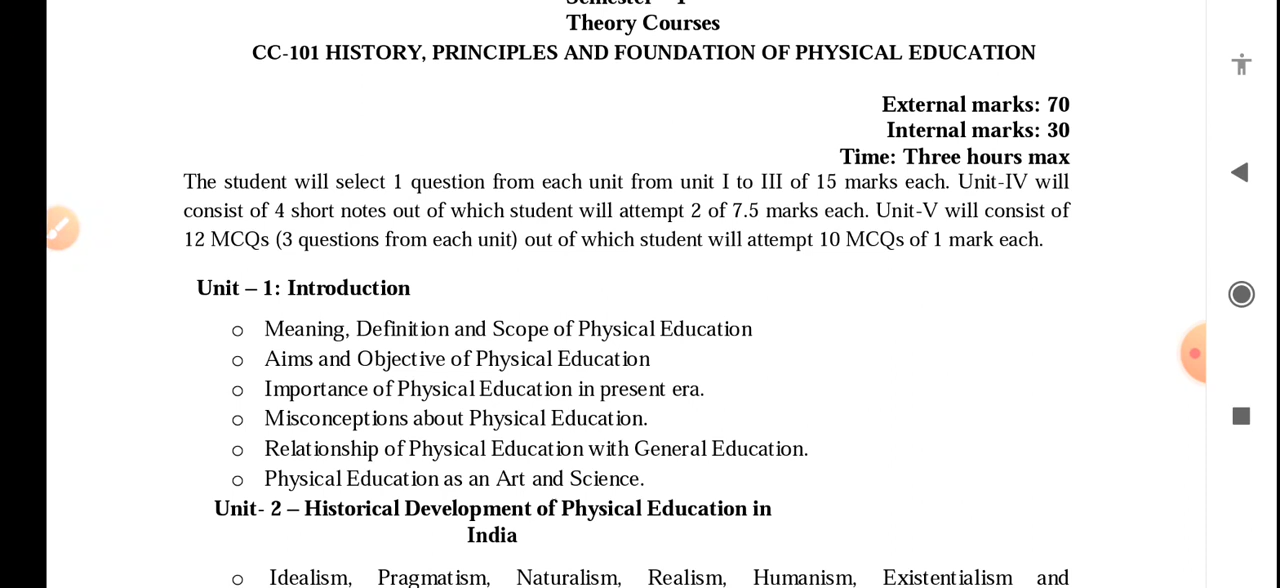 Theory Courses
CC-101 HISTORY, PRINCIPLES AND FOUNDATION OF PHYSICAL EDUCATION
External marks: 70
Internal marks: 30
Time: Three hours max
The student will select 1 question from each unit from unit I to III of 15 marks each. Unit-IV will
consist of 4 short notes out of which student will attempt 2 of 7.5 marks each. Unit-V will consist of
12 MCQs (3 questions from each unit) out of which student will attempt 10 MCQs of 1 mark each.
Unit – 1: Introduction
o Meaning, Definition and Scope of Physical Education
o Aims and Objective of Physical Education
o Importance of Physical Education in present era.
o Misconceptions about Physical Education.
o Relationship of Physical Education with General Education.
o Physical Education as an Art and Science.
Unit- 2 – Historical Development of Physical Education in
India
o Idealism, Pragmatism, Naturalism, Realism, Humanism, Existentialism and